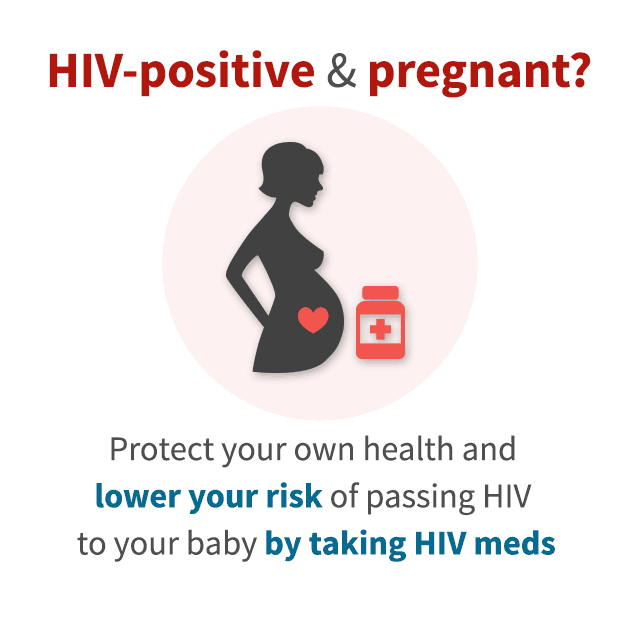 HIV-positive & pregnant?
Protect your own health and
lower your risk of passing HIV
to your baby by taking HIV meds